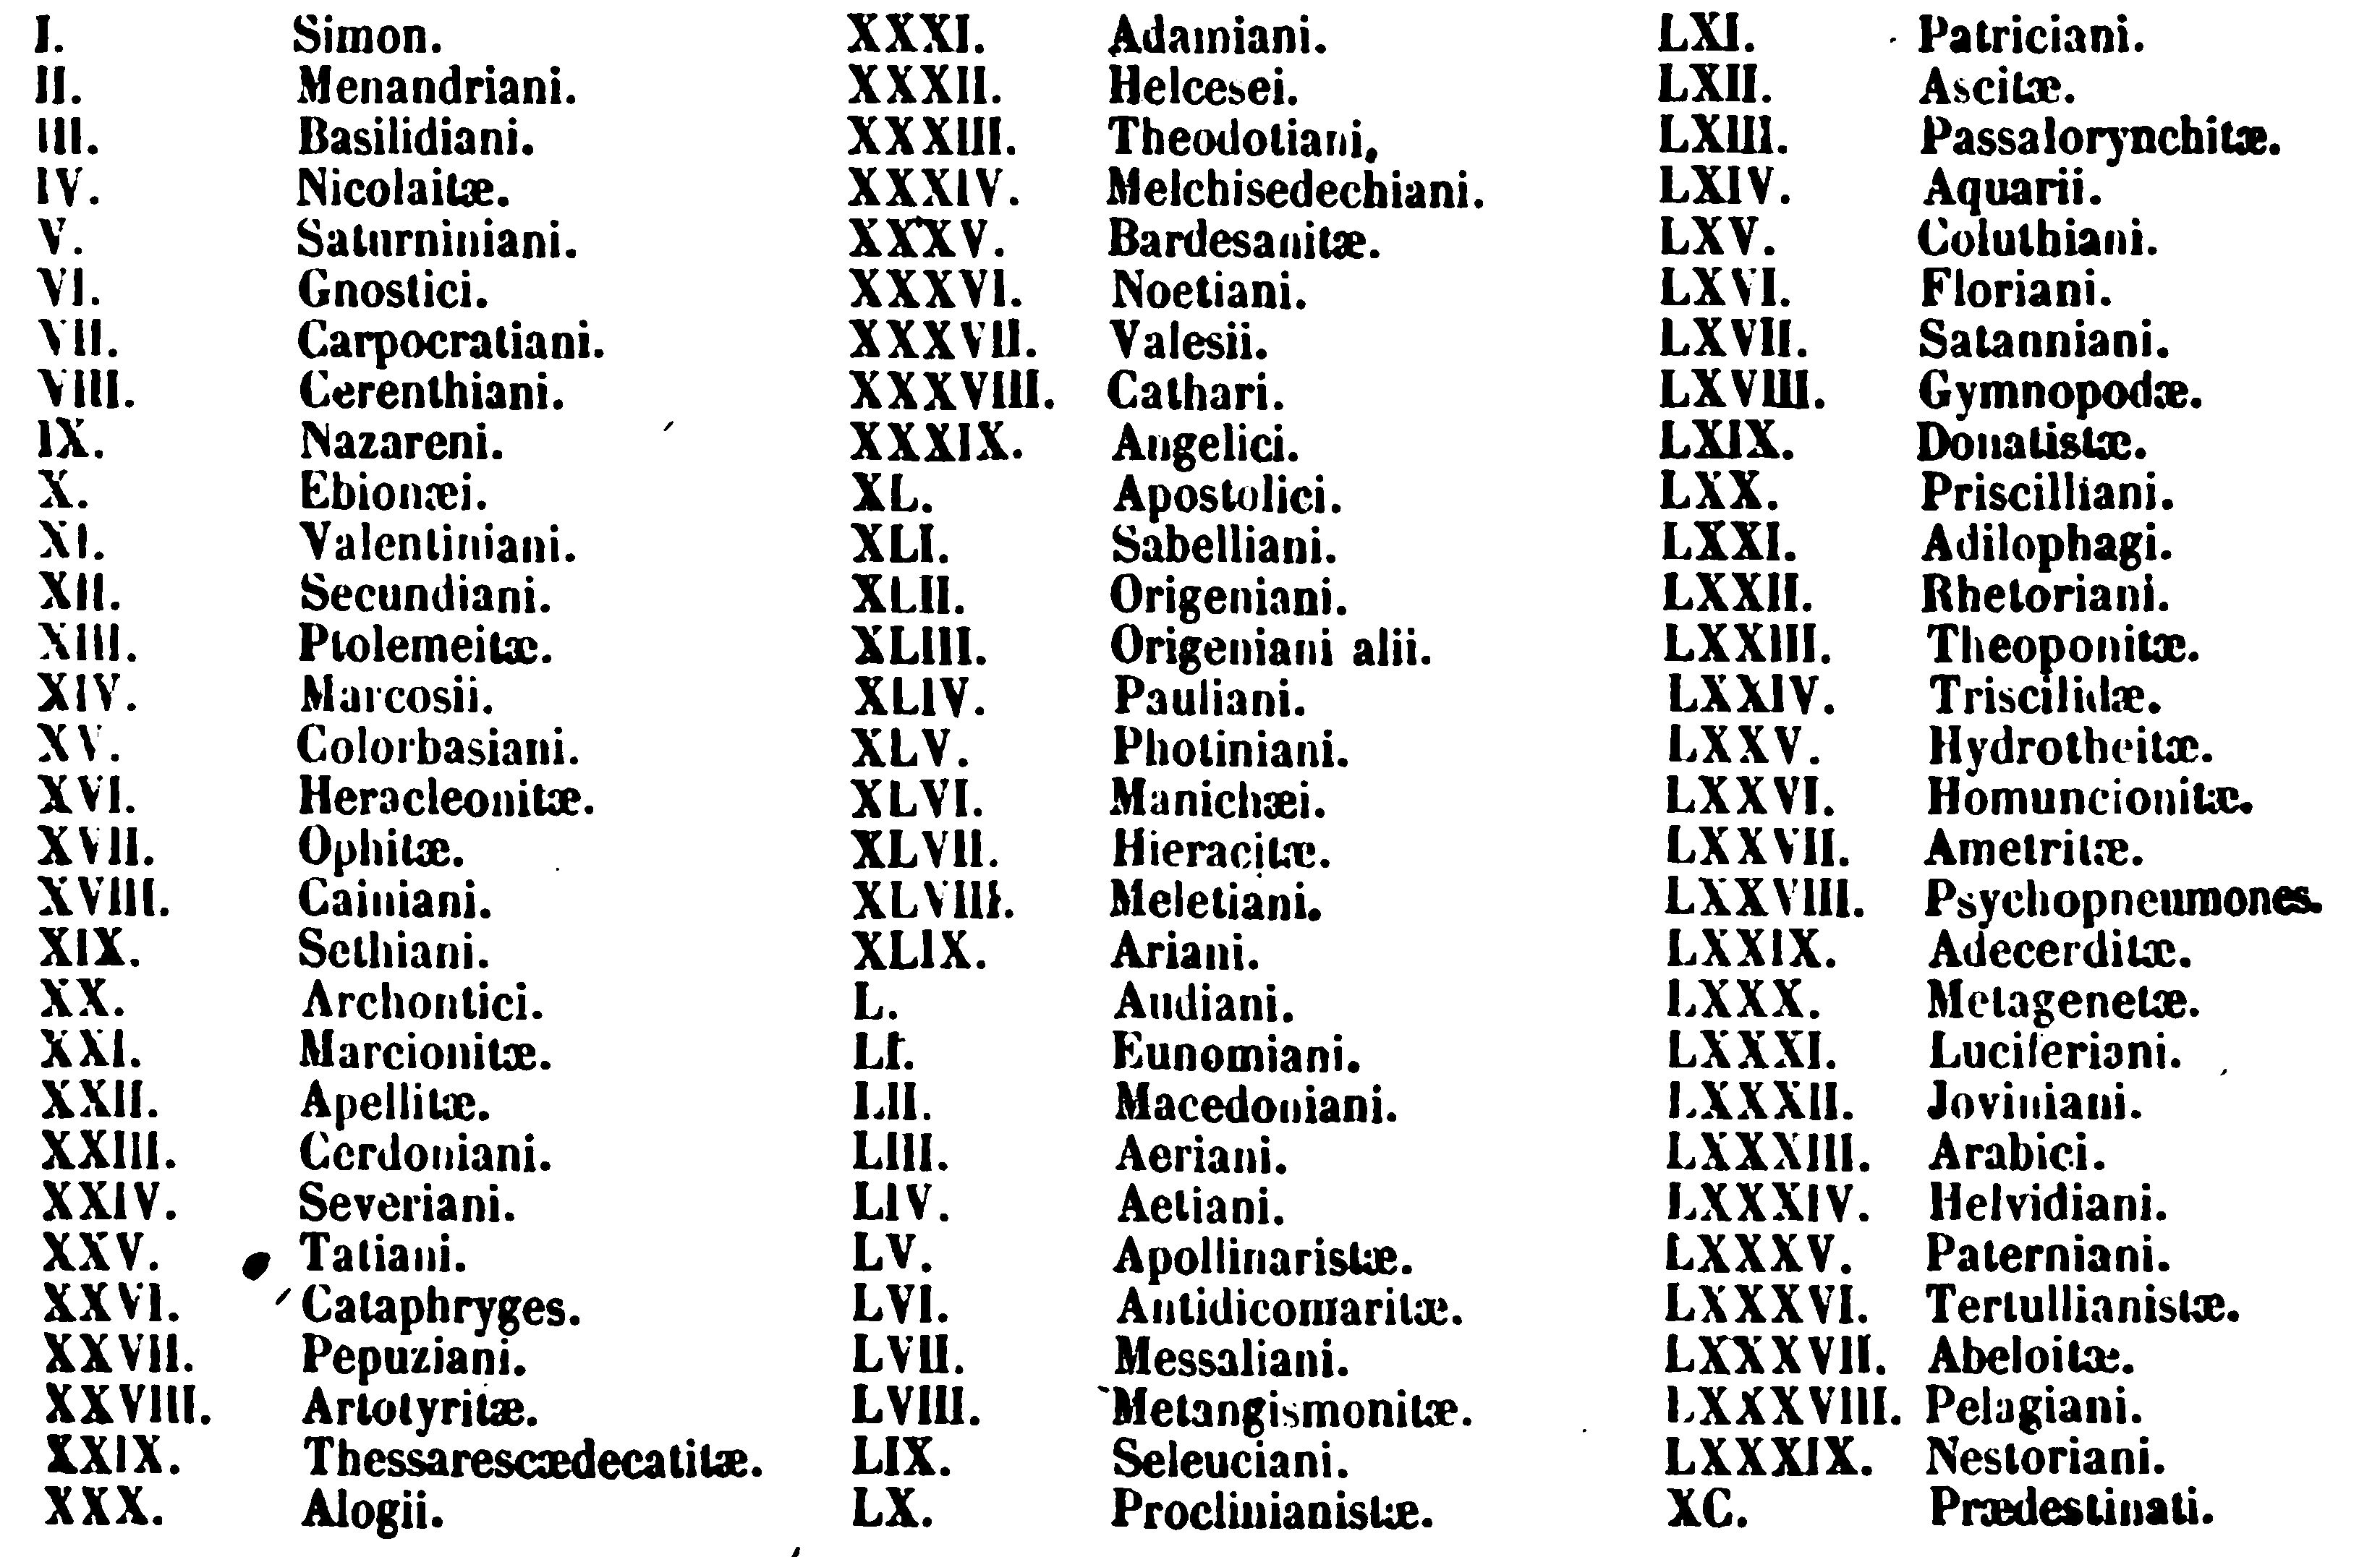 I. Simon.
II. Menandriani.
III. Basilidiani.
IV. Nicolaitæ.
V. Saturniniani.
VI. Gnostici.
VII. Carpocratiani.
VIII. Cerenthiani.
IX. Nazareni.
X. Ebionæi.
XI. Valentiniani.
XII. Secundiani.
XIII. Ptolemeitæ.
XIV. Marcosii.
XV. Colorbasiani.
XVI. Heracleonitæ.
XVII. Ophitæ.
XVIII. Cainiani.
XIX. Sethiani.
XX. Archontici.
XXI. Marcionitæ.
XXII. Apellitæ.
XXIII. Cerdoniani.
XXIV. Severiani.
XXV. Tatiani.
XXVI. Cataphryges.
XXVII. Pepuziani.
XXVIII. Artotyritæ.
XXIX. Thessarescædecatitæ.
XXX. Alogii.
XXXI. Adamiani.
XXXII. Helcesei.
XXXIII. Theodotiani,
XXXIV. Melchisedechiani.
XXXV. Bardesanitæ.
XXXVI. Noetiani.
XXXVII. Valesii.
XXXVIII. Cathari.
XXXIX. Angelici.
XL. Apostolici.
XLI. Sabelliani.
XLII. Origeniani.
XLIII. Origeniani alii.
XLIV. Pauliani.
XLV. Photiniani.
XLVI. Manichæi.
XLVII. Hieracitæ.
XLVIII. Meletiani.
XLIX. Ariani.
L. Audiani.
LI. Eunomiani.
LII. Macedoniani.
LIII. Aeriani.
LIV. Aetiani.
LV. Apollinaristæ.
LVI. Antidicomaritæ.
LVII. Messaliani.
LVIII. Metangismonitæ.
LIX. Seleuciani.
LX. Proclinianistæ.
LXI. Patriciani.
LXII. Ascitæ.
LXIII. Passalorynchitæ.
LXIV. Aquarii.
LXV. Coluthiani.
LXVI. Floriani.
LXVII. Satanniani.
LXVIII. Gymnopodæ.
LXIX. Donatistæ.
LXX. Priscilliani.
LXXI. Adilophagi.
LXXII. Rhetoriani.
LXXIII. Theoponitæ.
LXXIV. Triscilidæ.
LXXV. Hydrotheitæ.
LXXVI. Homuncionitæ.
LXXVII. Ametritæ.
LXXVIII. Psychopneumones.
LXXIX. Adecerditæ.
LXXX. Metagenetæ.
LXXXI. Luciferiani.
LXXXII. Joviniani.
LXXXIII. Arabici.
LXXXIV. Helvidiani.
LXXXV. Paterniani.
LXXXVI. Tertullianistæ.
LXXXVII. Abeloitæ.
LXXXVIII. Pelagiani.
LXXXIX. Nestoriani.
XC. Prædestinati.